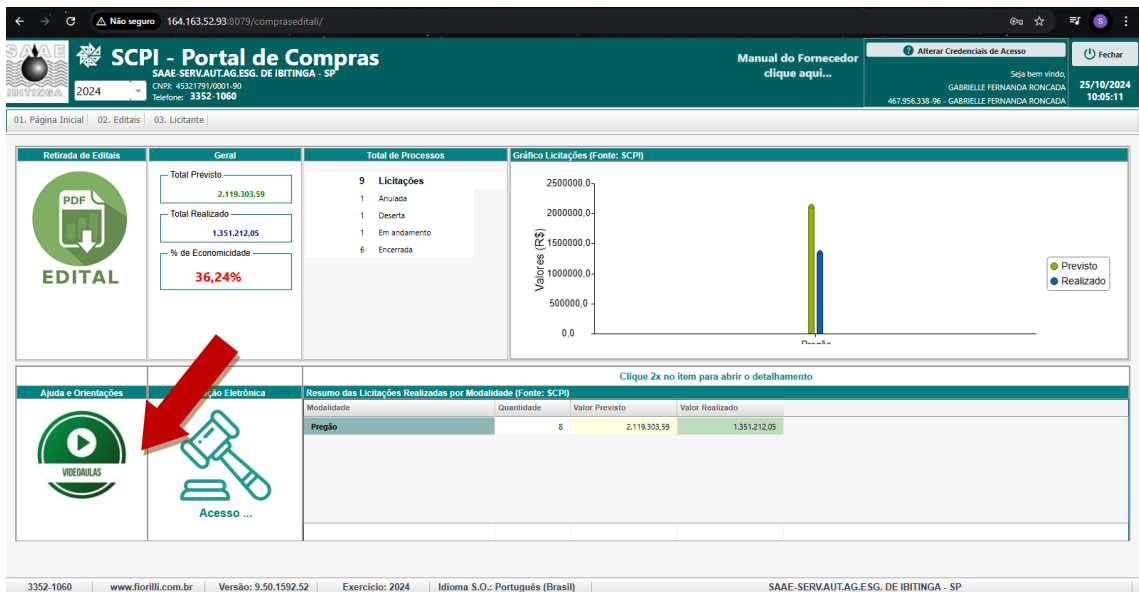 Não seguro 164.163.52.93:8079/compraseditali/
S
SAAE
IBITINGA
2024
SCPI - Portal de Compras
SAAE-SERV.AUT.AG.ESG. DE IBITINGA - SP
CNPJ: 45321791/0001-90
Telefone: 3352-1060
Manual do Fornecedor
clique aqui...
Alterar Credenciais de Acesso
Seja bem vindo,
GABRIELLE FERNANDA RONCADA
467.956.338-96 - GABRIELLE FERNANDA RONCADA
Fechar
25/10/2024
10:05:11
01. Página Inicial 02. Editais 03. Licitante
Retirada de Editais
PDF
EDITAL
Geral
Total Previsto
2.119.303,59
Total Realizado
1.351.212,05
% de Economicidade
36,24%
Total de Processos
9 Licitações
1 Anulada
1 Deserta
1 Em andamento
6 Encerrada
Gráfico Licitações (Fonte: SCPI)
Valores (R$)
2500000,0
2000000,0
1500000,0
1000000,0
500000,0
0,0
Pregão
Previsto
Realizado
Ajuda e Orientações
VIDEOAULAS
ção Eletrônica
Acesso ...
Clique 2x no item para abrir o detalhamento
Resumo das Licitações Realizadas por Modalidade (Fonte: SCPI)
Modalidade Quantidade Valor Previsto Valor Realizado
Pregão 8 2.119.303,59 1.351.212,05
3352-1060 www.fiorilli.com.br Versão: 9.50.1592.52 Exercício: 2024 Idioma S.O.: Português (Brasil) SAAE-SERV.AUT.AG.ESG. DE IBITINGA - SP